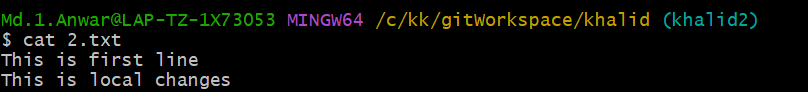 Md.1.Anwar@LAP-TZ-1X73053 MINGW64 /c/kk/gitWorkspace/khalid (khalid2)
$ cat 2.txt
This is first line
This is local changes